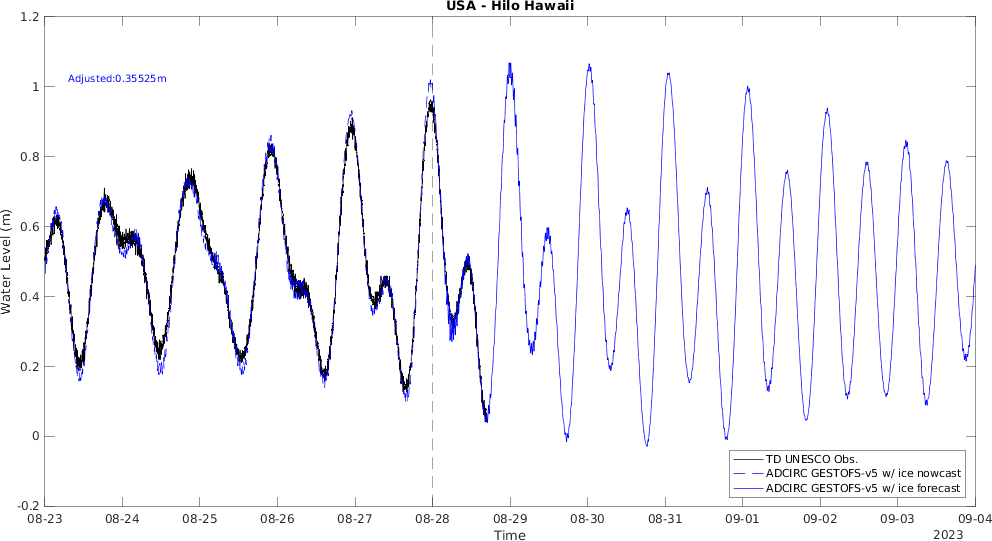 USA - Hilo Hawaii
1.2
1
0.8
0.6
0.4
0.2
0
-0.2
Water Level (m)
Adjusted:0.35525m
TD UNESCO Obs.
ADCIRC GESTOFS-v5 w/ ice nowcast
ADCIRC GESTOFS-v5 w/ ice forecast
08-23 08-24 08-25 08-26 08-27 08-28 08-29 08-30 08-31 09-01 09-02 09-03 09-04
Time
2023